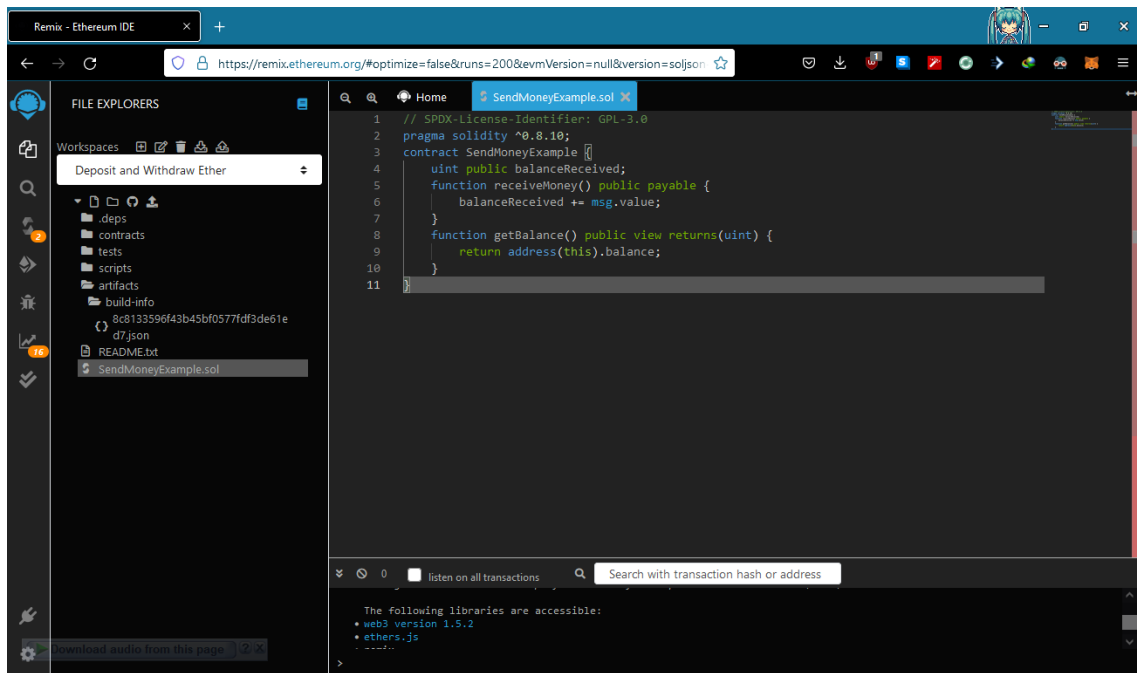 Remix - Ethereum IDE
https://remix.ethereum.org/#optimize=false&runs=200&evmVersion=null&version=soljson
1
FILE EXPLORERS
Workspaces
Deposit and Withdraw Ether
.deps
contracts
tests
scripts
artifacts
build-info
8c8133596f43b45bf0577fdf3de61e
d7.json
README.txt
SendMoneyExample.sol
2
16
Download audio from this page ? X
Home
SendMoneyExample.sol
1 // SPDX-License-Identifier: GPL-3.0
2 pragma solidity ^0.8.10;
3 contract SendMoneyExample {
4 uint public balanceReceived;
5 function receiveMoney() public payable {
6 balanceReceived += msg.value;
7 }
8 function getBalance() public view returns(uint) {
9 return address(this).balance;
10 }
11 }
0
listen on all transactions
Search with transaction hash or address
The following libraries are accessible:
• web3 version 1.5.2
• ethers.js
>